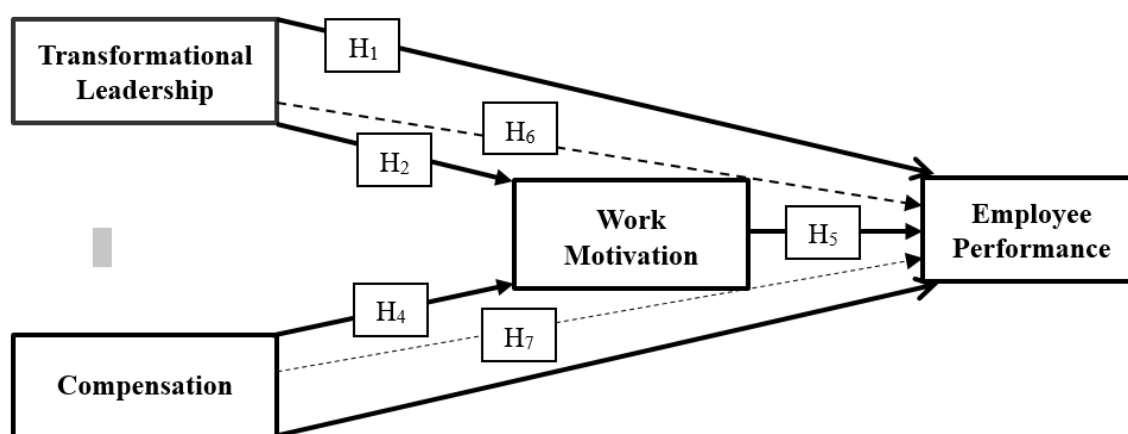 H₁
Transformational
Leadership
H₆
H₂
Work
Motivation
H₅
Employee
Performance
H₄
H₇
Compensation